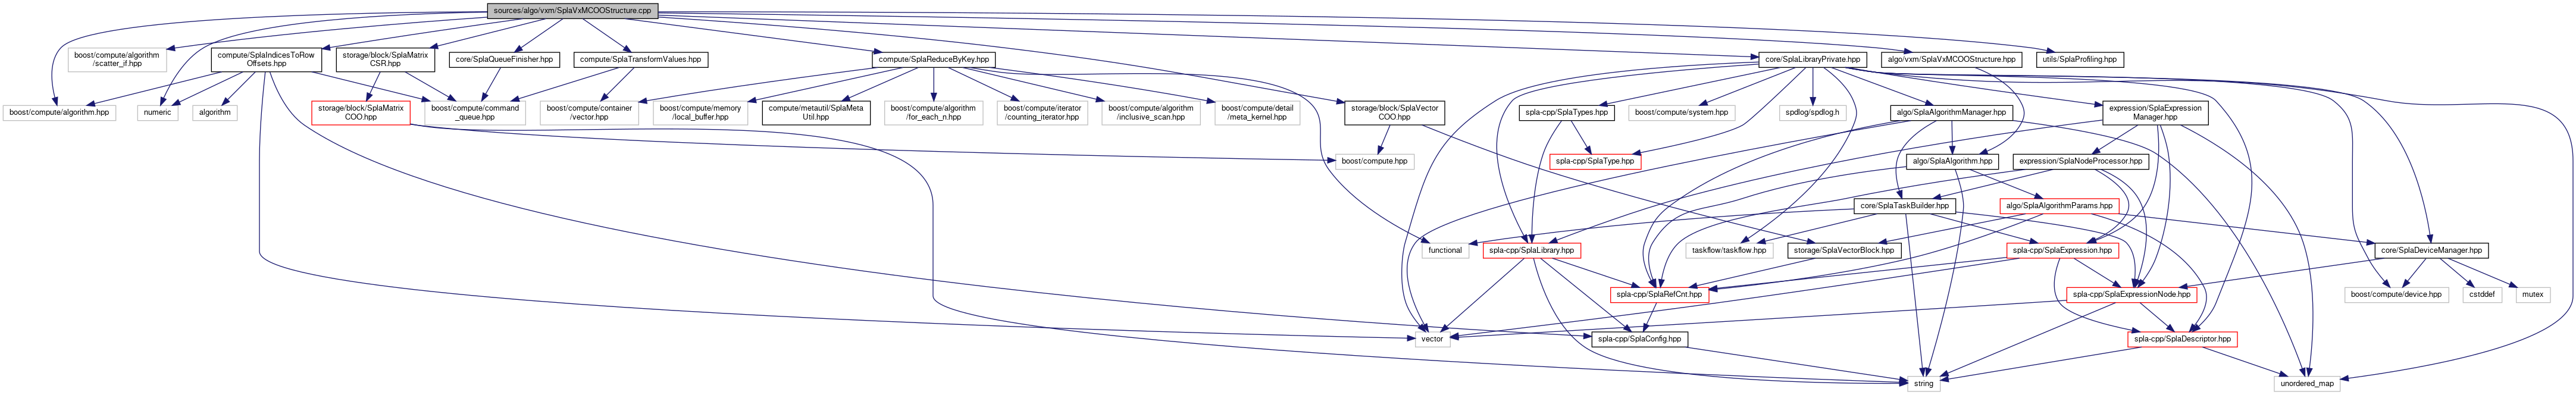 sources/algo/vxm/SplaVxMCOOStructure.cpp
boost/compute/algorithm
/scatter_if.hpp
compute/SplaIndicesToRow
Offsets.hpp
storage/block/SplaMatrix
CSR.hpp
core/SplaQueueFinisher.hpp
compute/SplaTransformValues.hpp
compute/SplaReduceByKey.hpp
core/SplaLibraryPrivate.hpp
algo/vxm/SplaVxMCOOStructure.hpp
utils/SplaProfiling.hpp
boost/compute/algorithm.hpp
numeric
algorithm
storage/block/SplaMatrix
COO.hpp
boost/compute/command
_queue.hpp
boost/compute/container
/vector.hpp
boost/compute/memory
/local_buffer.hpp
compute/metautil/SplaMeta
Util.hpp
boost/compute/algorithm
/for_each_n.hpp
boost/compute/iterator
/counting_iterator.hpp
boost/compute/algorithm
/inclusive_scan.hpp
boost/compute/detail
/meta_kernel.hpp
storage/block/SplaVector
COO.hpp
spla-cpp/SplaTypes.hpp
boost/compute/system.hpp
spdlog/spdlog.h
algo/SplaAlgorithmManager.hpp
expression/SplaExpression
Manager.hpp
boost/compute.hpp
spla-cpp/SplaType.hpp
algo/SplaAlgorithm.hpp
expression/SplaNodeProcessor.hpp
core/SplaTaskBuilder.hpp
algo/SplaAlgorithmParams.hpp
functional
spla-cpp/SplaLibrary.hpp
taskflow/taskflow.hpp
storage/SplaVectorBlock.hpp
spla-cpp/SplaExpression.hpp
core/SplaDeviceManager.hpp
spla-cpp/SplaRefCnt.hpp
spla-cpp/SplaExpressionNode.hpp
boost/compute/device.hpp
cstddef
mutex
vector
spla-cpp/SplaConfig.hpp
spla-cpp/SplaDescriptor.hpp
string
unordered_map